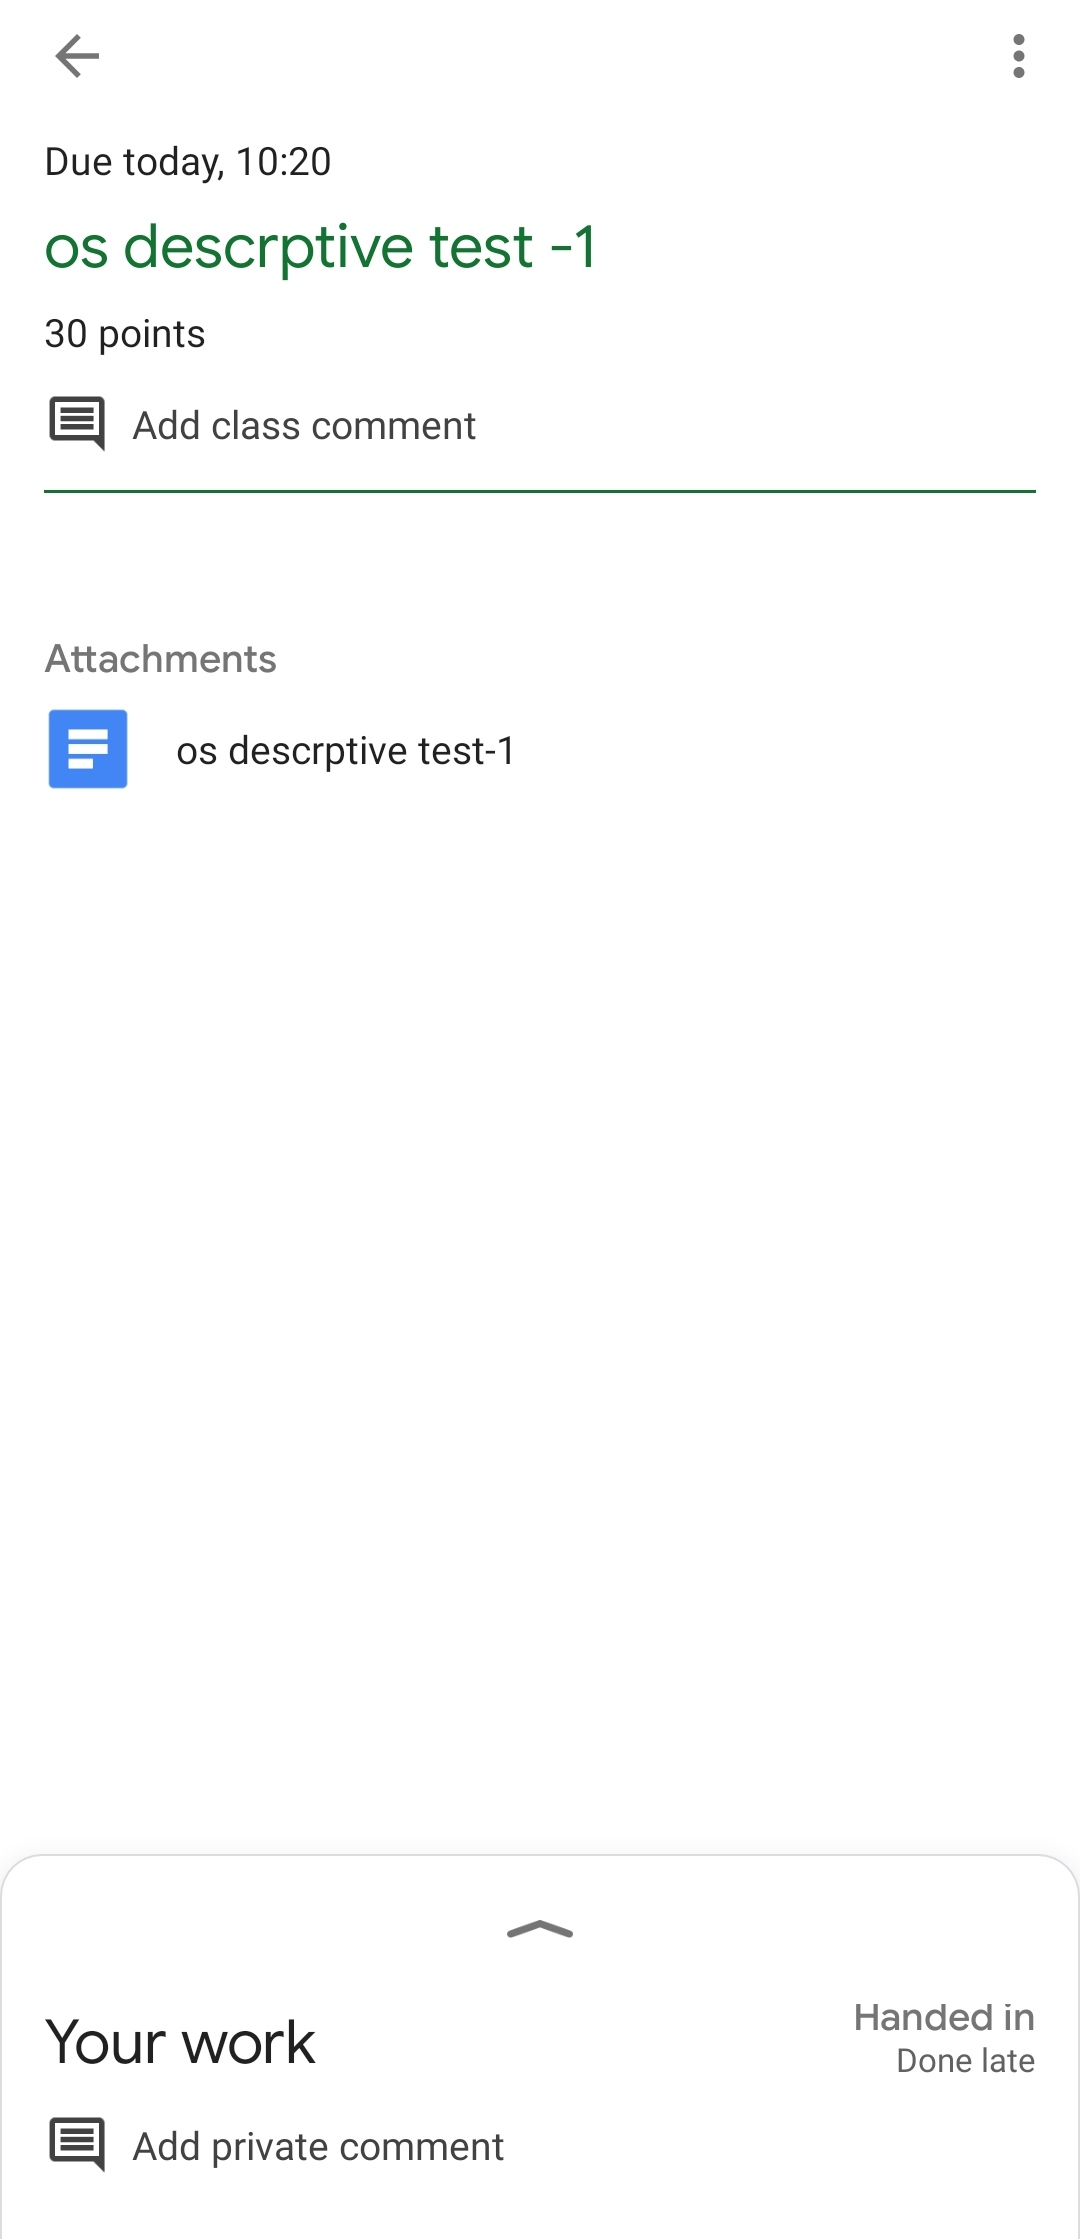 Due today, 10:20
os descrptive test -1
30 points
Add class comment
Attachments
os descrptive test-1
Your work
Handed in
Done late
Add private comment